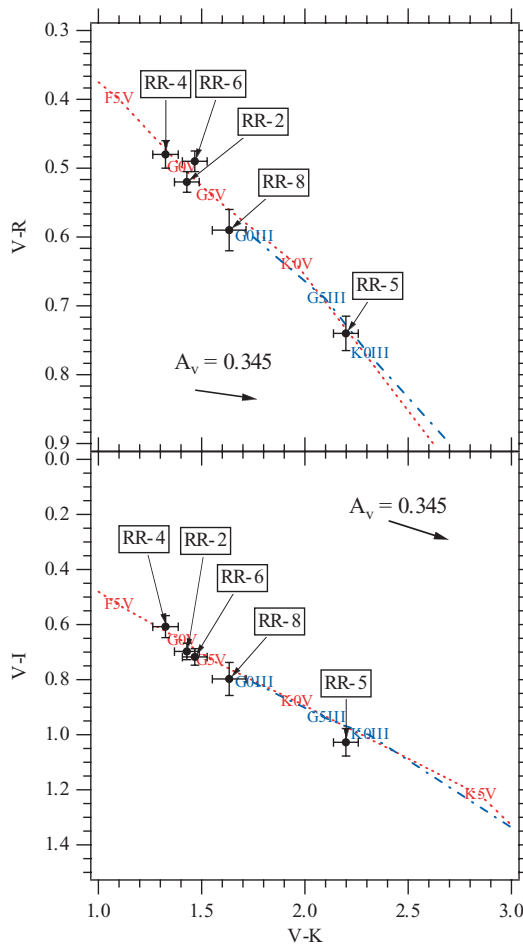 0.3
0.4
0.5
0.6
0.7
0.8
0.9
V-R
RR-4
RR-6
RR-2
RR-8
RR-5
F5V
G0V
G5V
G0III
K0V
G5III
K0III
Av = 0.345
0.0
0.2
0.4
0.6
0.8
1.0
1.2
1.4
V-I
Av = 0.345
RR-4
RR-2
RR-6
RR-8
RR-5
F5V
G0V
G5V
G0III
K0V
G5III
K0III
K5V
1.0
1.5
2.0
2.5
3.0
V-K